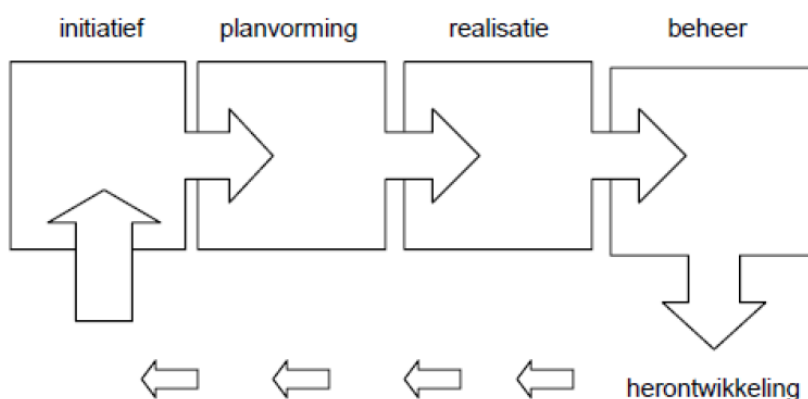 initiatief planvorming realisatie beheer
herontwikkeling